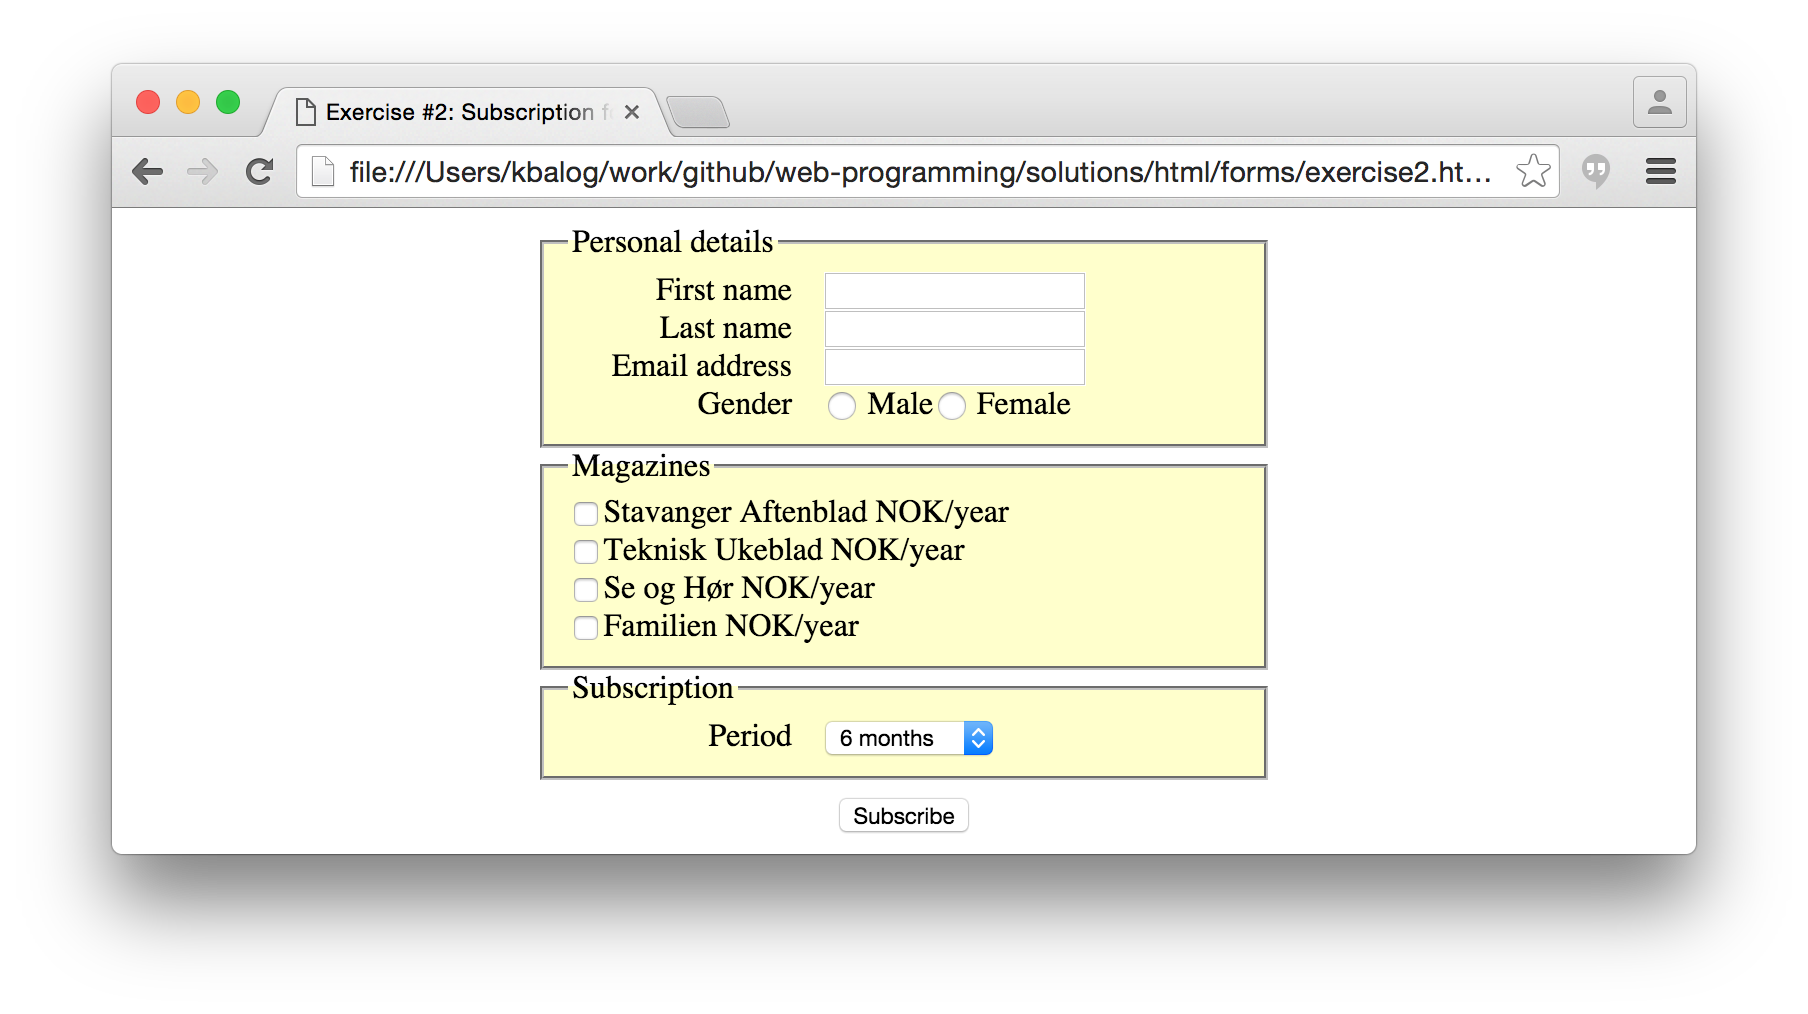 Exercise #2: Subscription f
file:///Users/kbalog/work/github/web-programming/solutions/html/forms/exercise2.ht...
Personal details
First name
Last name
Email address
Gender Male Female
Magazines
Stavanger Aftenblad NOK/year
Teknisk Ukeblad NOK/year
Se og Hør NOK/year
Familien NOK/year
Subscription
Period 6 months
Subscribe